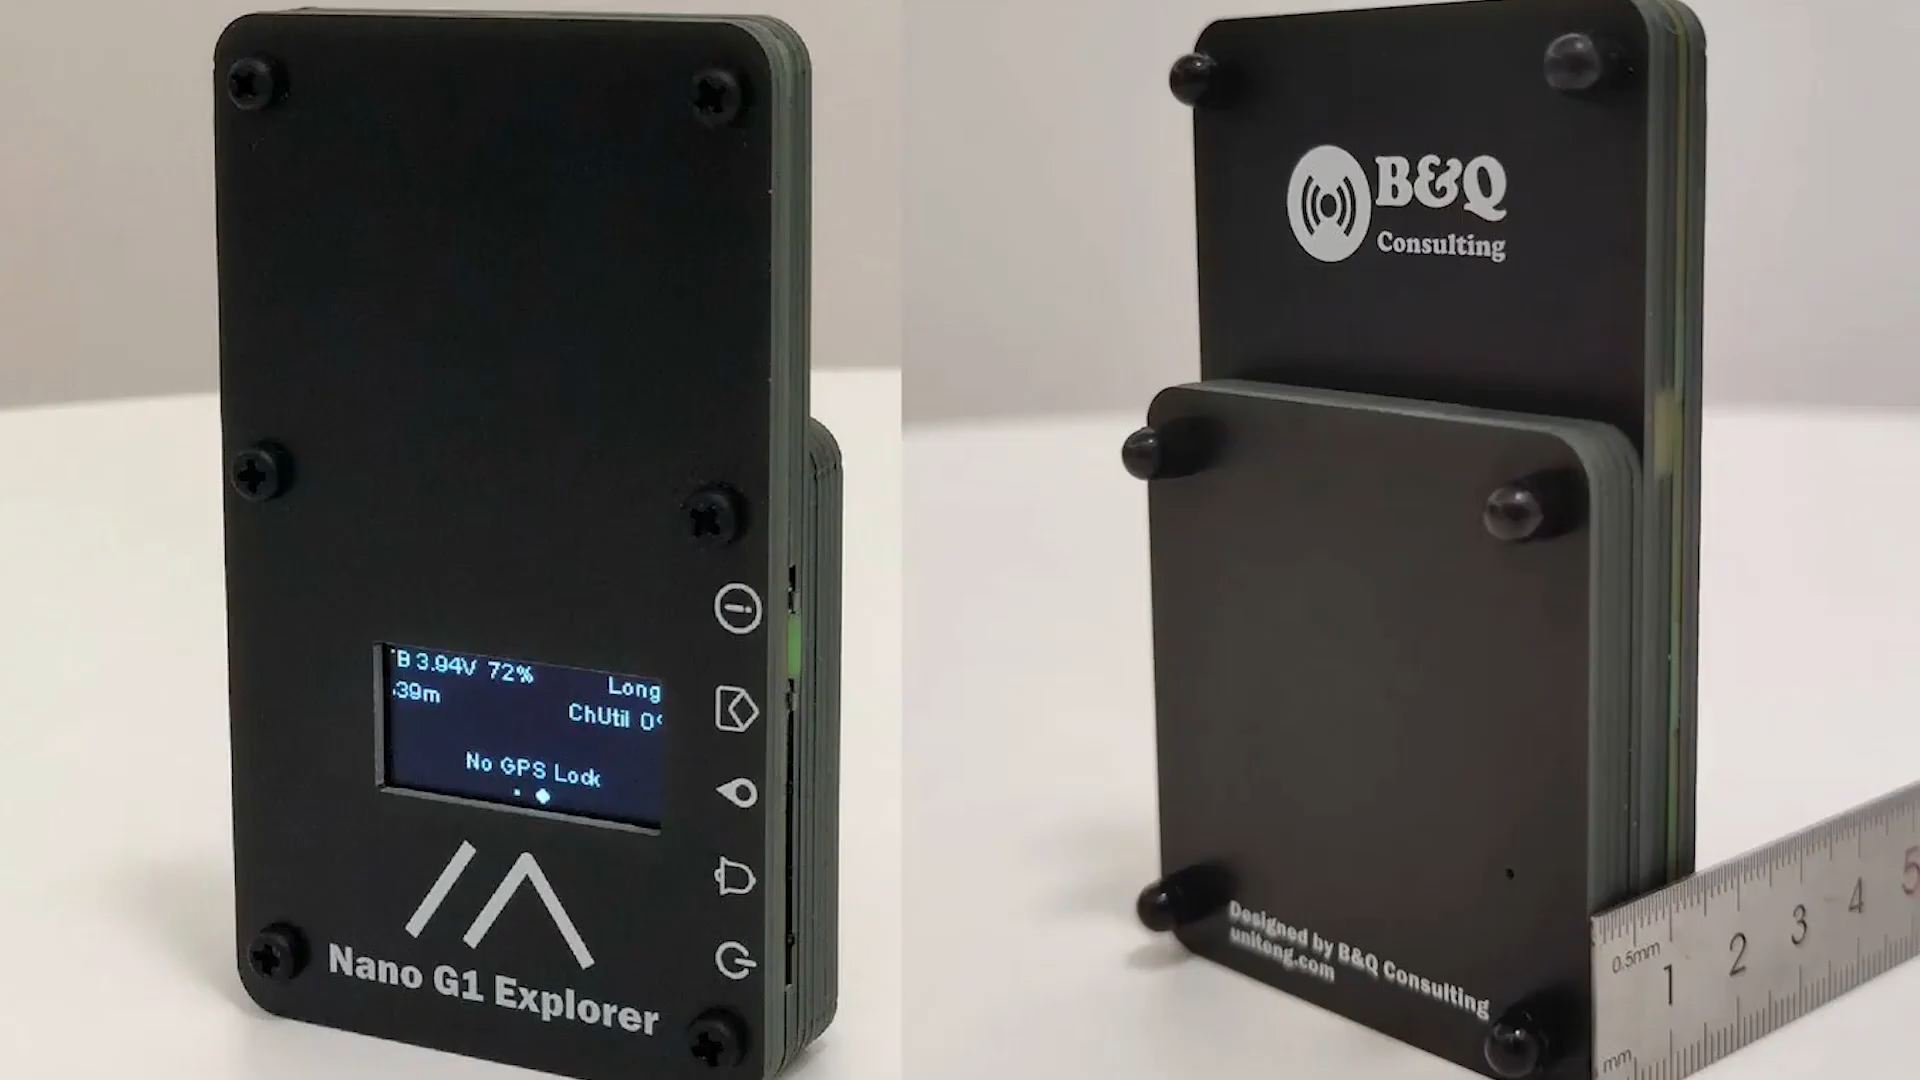 B 3.94V 72%
Long
39m
ChUtil 0
No GPS Lock
Nano G1 Explorer
B&Q
Consulting
Designed by B&Q Consulting
uniteng.com
0.5mm
1 2 3 4 5
mm